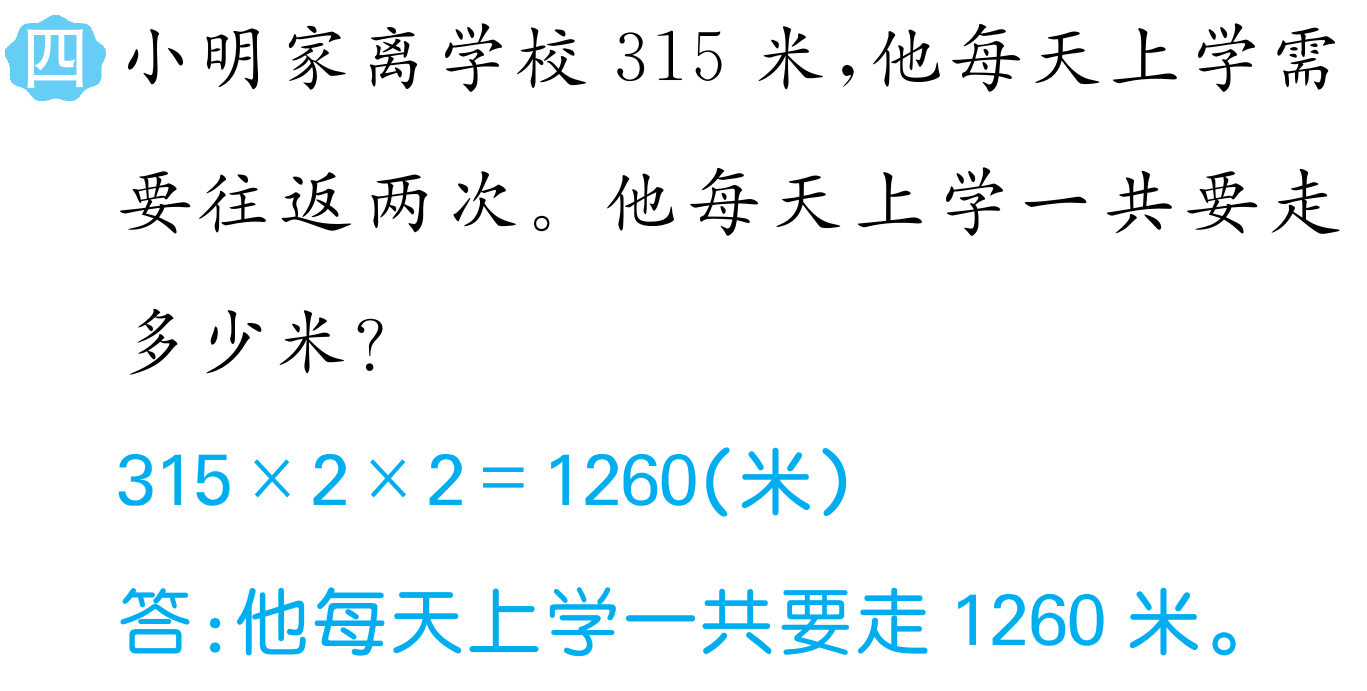 四 小明家离学校 315 米,他每天上学需
要往返两次。他每天上学一共要走
多少米?
315×2×2=1260(米)
答:他每天上学一共要走 1260 米。